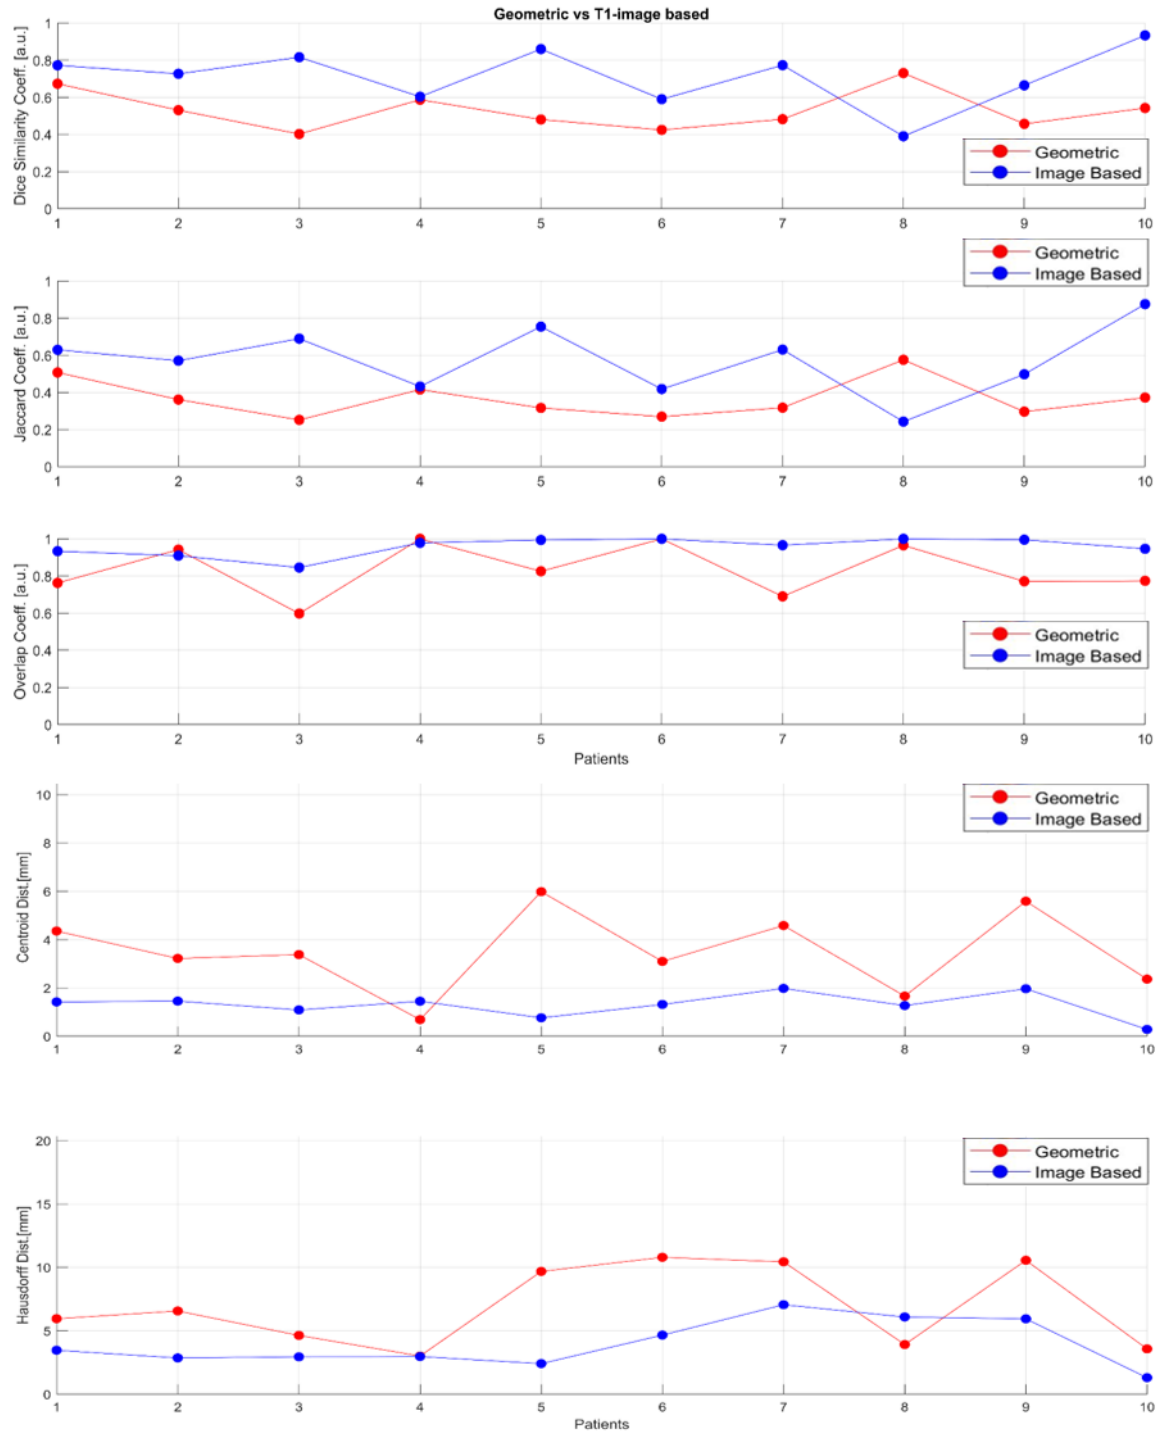 Geometric vs T1-image based
Dice Similarity Coeff. [a.u.]
1
0.8
0.6
0.4
0.2
0
1 2 3 4 5 6 7 8 9 10
Geometric
Image Based
Jaccard Coeff. [a.u.]
1
0.8
0.6
0.4
0.2
0
1 2 3 4 5 6 7 8 9 10
Geometric
Image Based
Overlap Coeff. [a.u.]
1
0.8
0.6
0.4
0.2
0
1 2 3 4 5 6 7 8 9 10
Patients
Geometric
Image Based
Centroid Dist.[mm]
10
8
6
4
2
0
1 2 3 4 5 6 7 8 9 10
Geometric
Image Based
Hausdorff Dist.[mm]
20
15
10
5
0
1 2 3 4 5 6 7 8 9 10
Patients
Geometric
Image Based